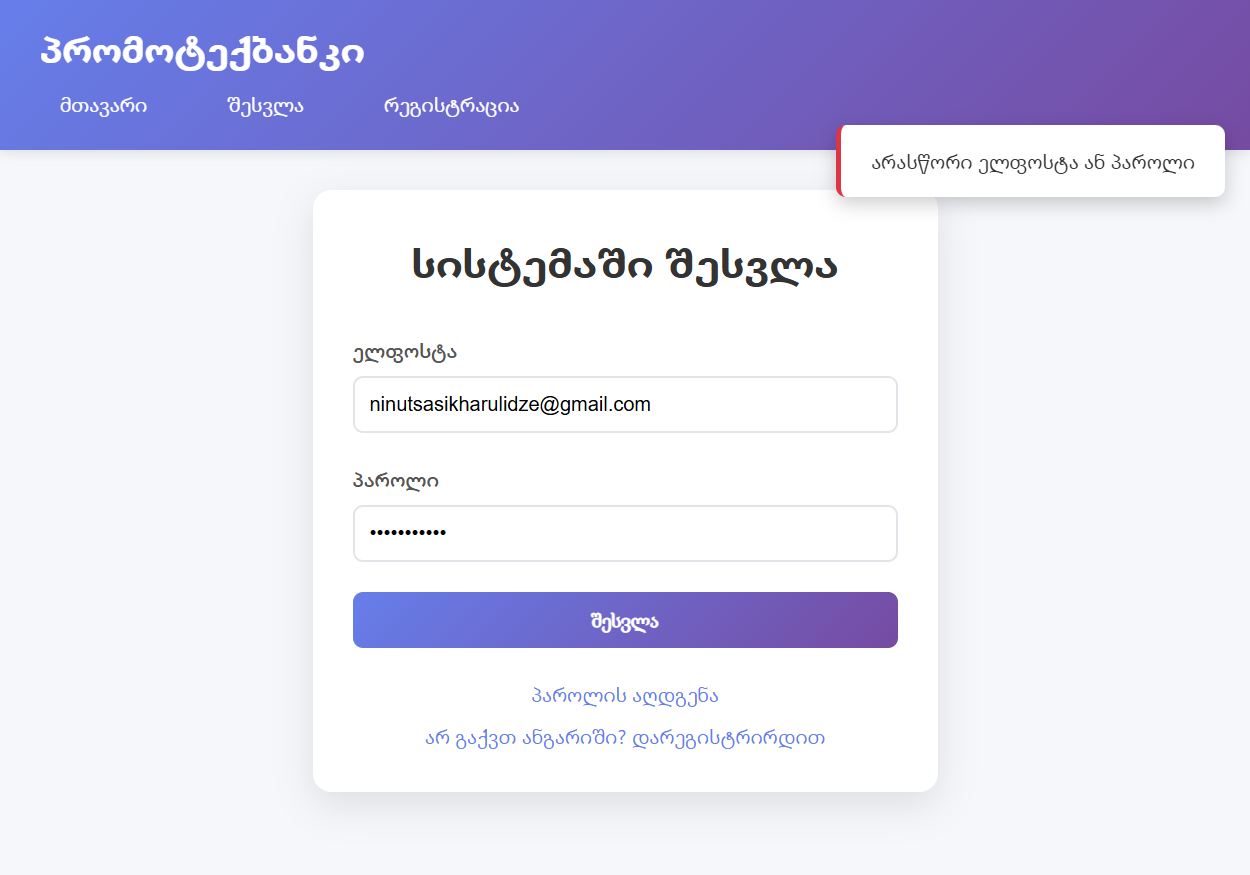 პრომოტექბანკი
მთავარი
შესვლა
რეგისტრაცია
არასწორი ელფოსტა ან პაროლი
სისტემაში შესვლა
ელფოსტა
ninutsasikharulidze@gmail.com
პაროლი
•••••••••••
შესვლა
პაროლის აღდგენა
არ გაქვთ ანგარიში? დარეგისტრირდით